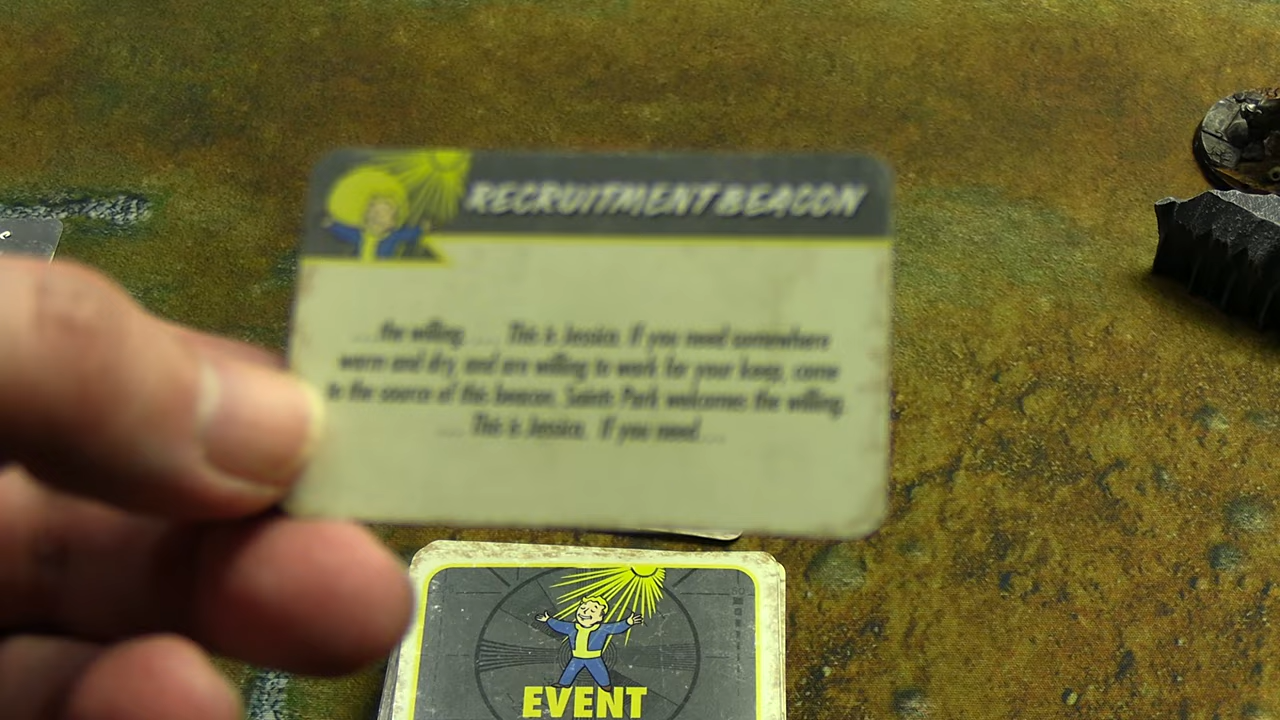 RECRUITMENT BEACON
....the willing..... This is Jessica. If you need somewhere
warm and dry, and are willing to work for your keep, come
to the source of this beacon, Saints Park welcomes the willing.
..... This is Jessica. If you need....
EVENT